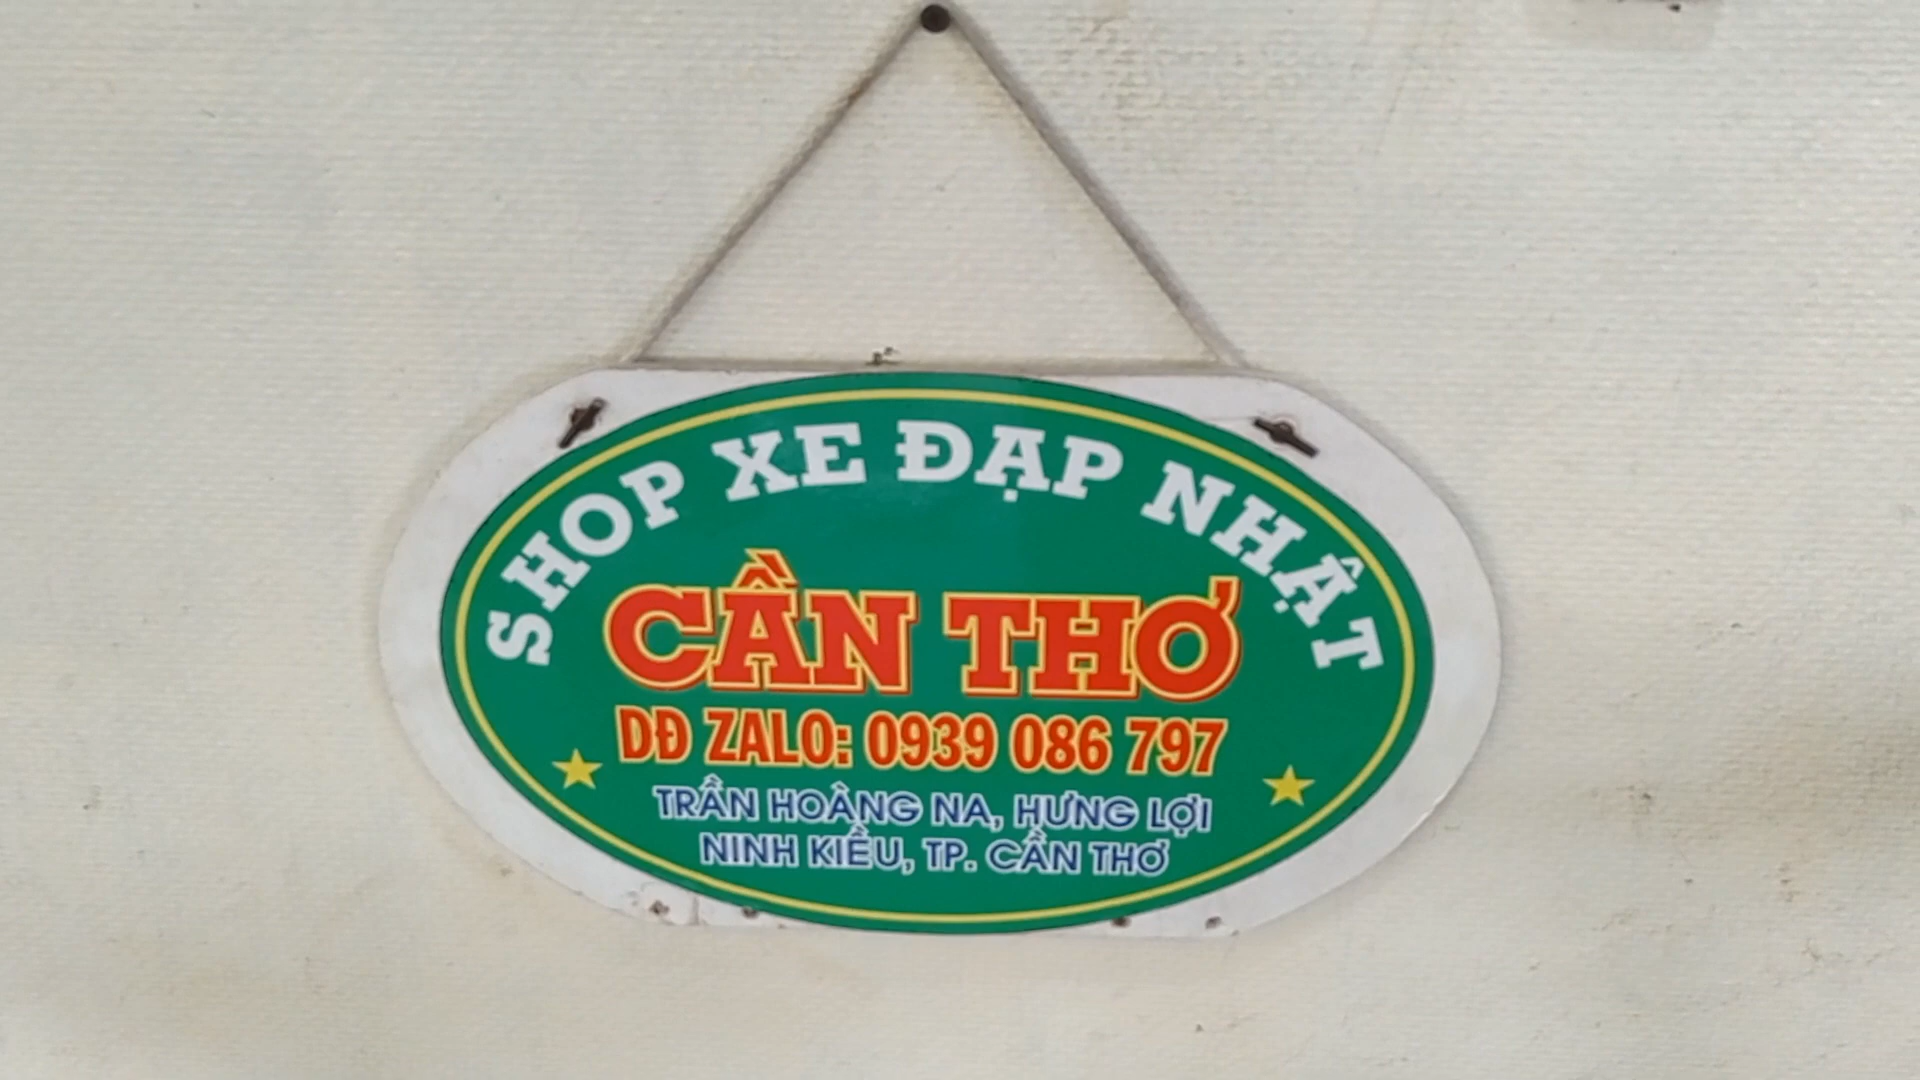 SHOP XE ĐẠP NHẬT
CẦN THƠ
DĐ ZALO: 0939 086 797
TRẦN HOÀNG NA, HƯNG LỢI
NINH KIỀU, TP. CẦN THƠ